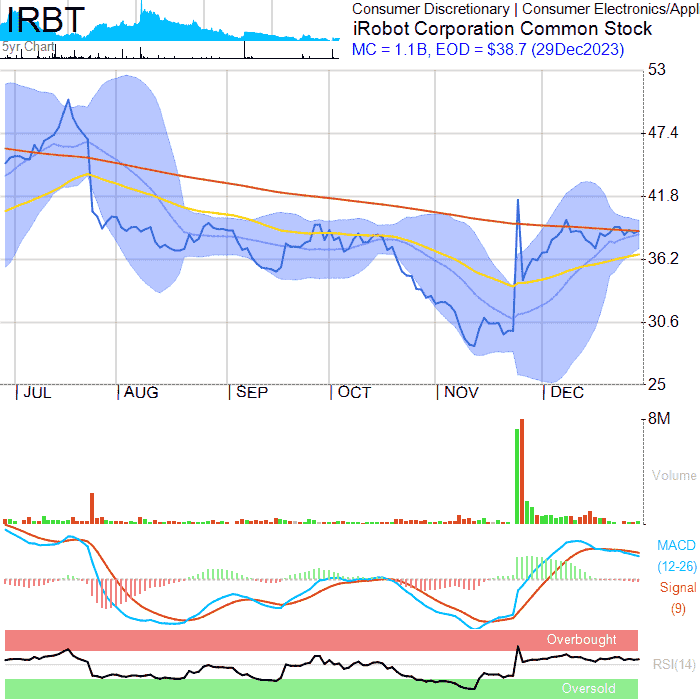 IRBT
5yr Chart
Consumer Discretionary | Consumer Electronics/Appl
iRobot Corporation Common Stock
MC = 1.1B, EOD = $38.7 (29Dec2023)
53
47.4
41.8
36.2
30.6
25
JUL AUG SEP OCT NOV DEC
8M
Volume
MACD
(12-26)
Signal
(9)
Overbought
RSI(14)
Oversold